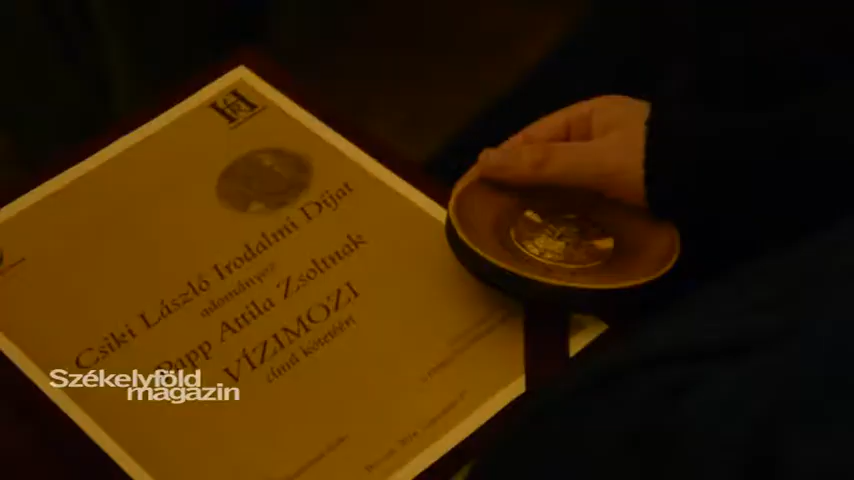 Csiki László Irodalmi Díjat
adományoz
Papp Attila Zsoltnak
VÍZIMOZI
című kötetéért
Székelyföld
magazin